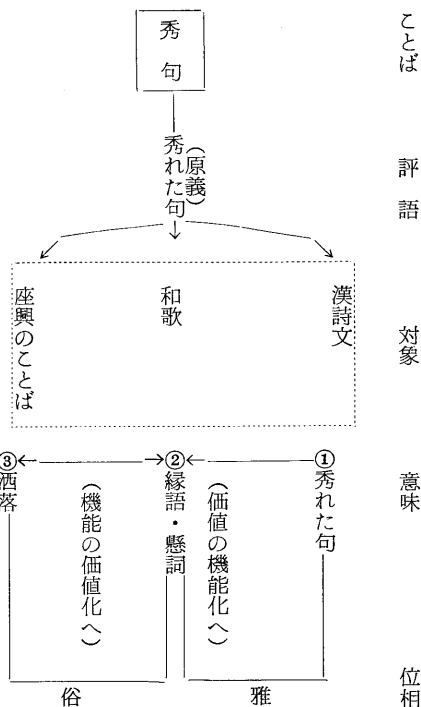 ことば
評語
対象
意味
位相
秀句
(原義)
秀れた句
漢詩文
和歌
座興のことば
①秀れた句
(価値の機能化へ)
②縁語・懸詞
(機能の価値化へ)
③洒落
雅
俗